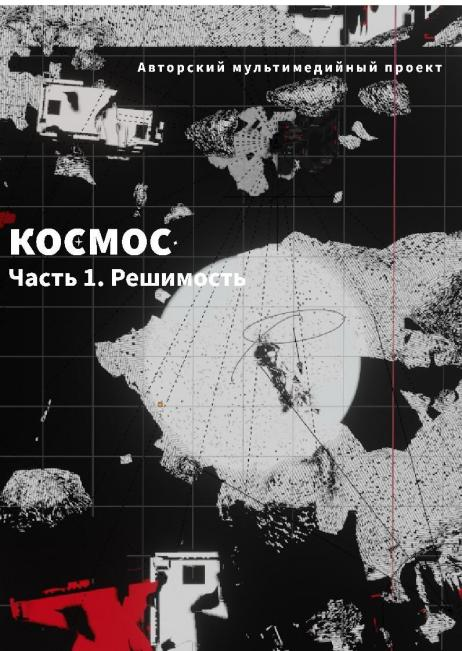 Авторский мультимедийный проект
КОСМОС
Часть 1. Решимость